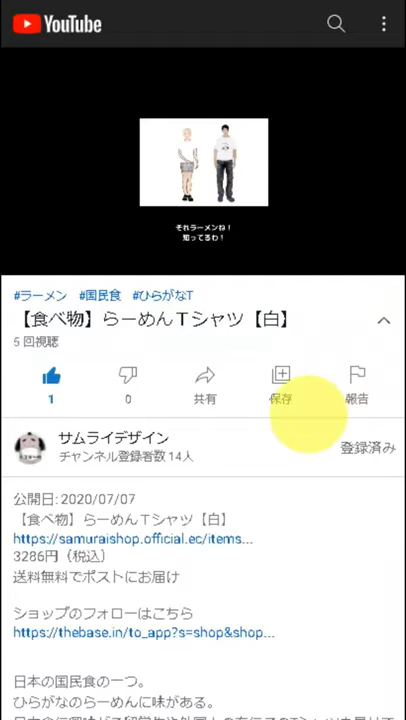 YouTube
それラーメンね！
知ってるわ！
#ラーメン #国民食 #ひらがなT
【食べ物】らーめんTシャツ【白】
5 回視聴
1
0
共有
保存
報告
サムライデザイン
チャンネル登録者数 14人
登録済み
公開日: 2020/07/07
【食べ物】らーめんTシャツ【白】
https://samuraishop.official.ec/items...
3286円（税込）
送料無料でポストにお届け
ショップのフォローはこちら
https://thebase.in/to_app?s=shop&shop...
日本の国民食の一つ。
ひらがなのらーめんに味がある。